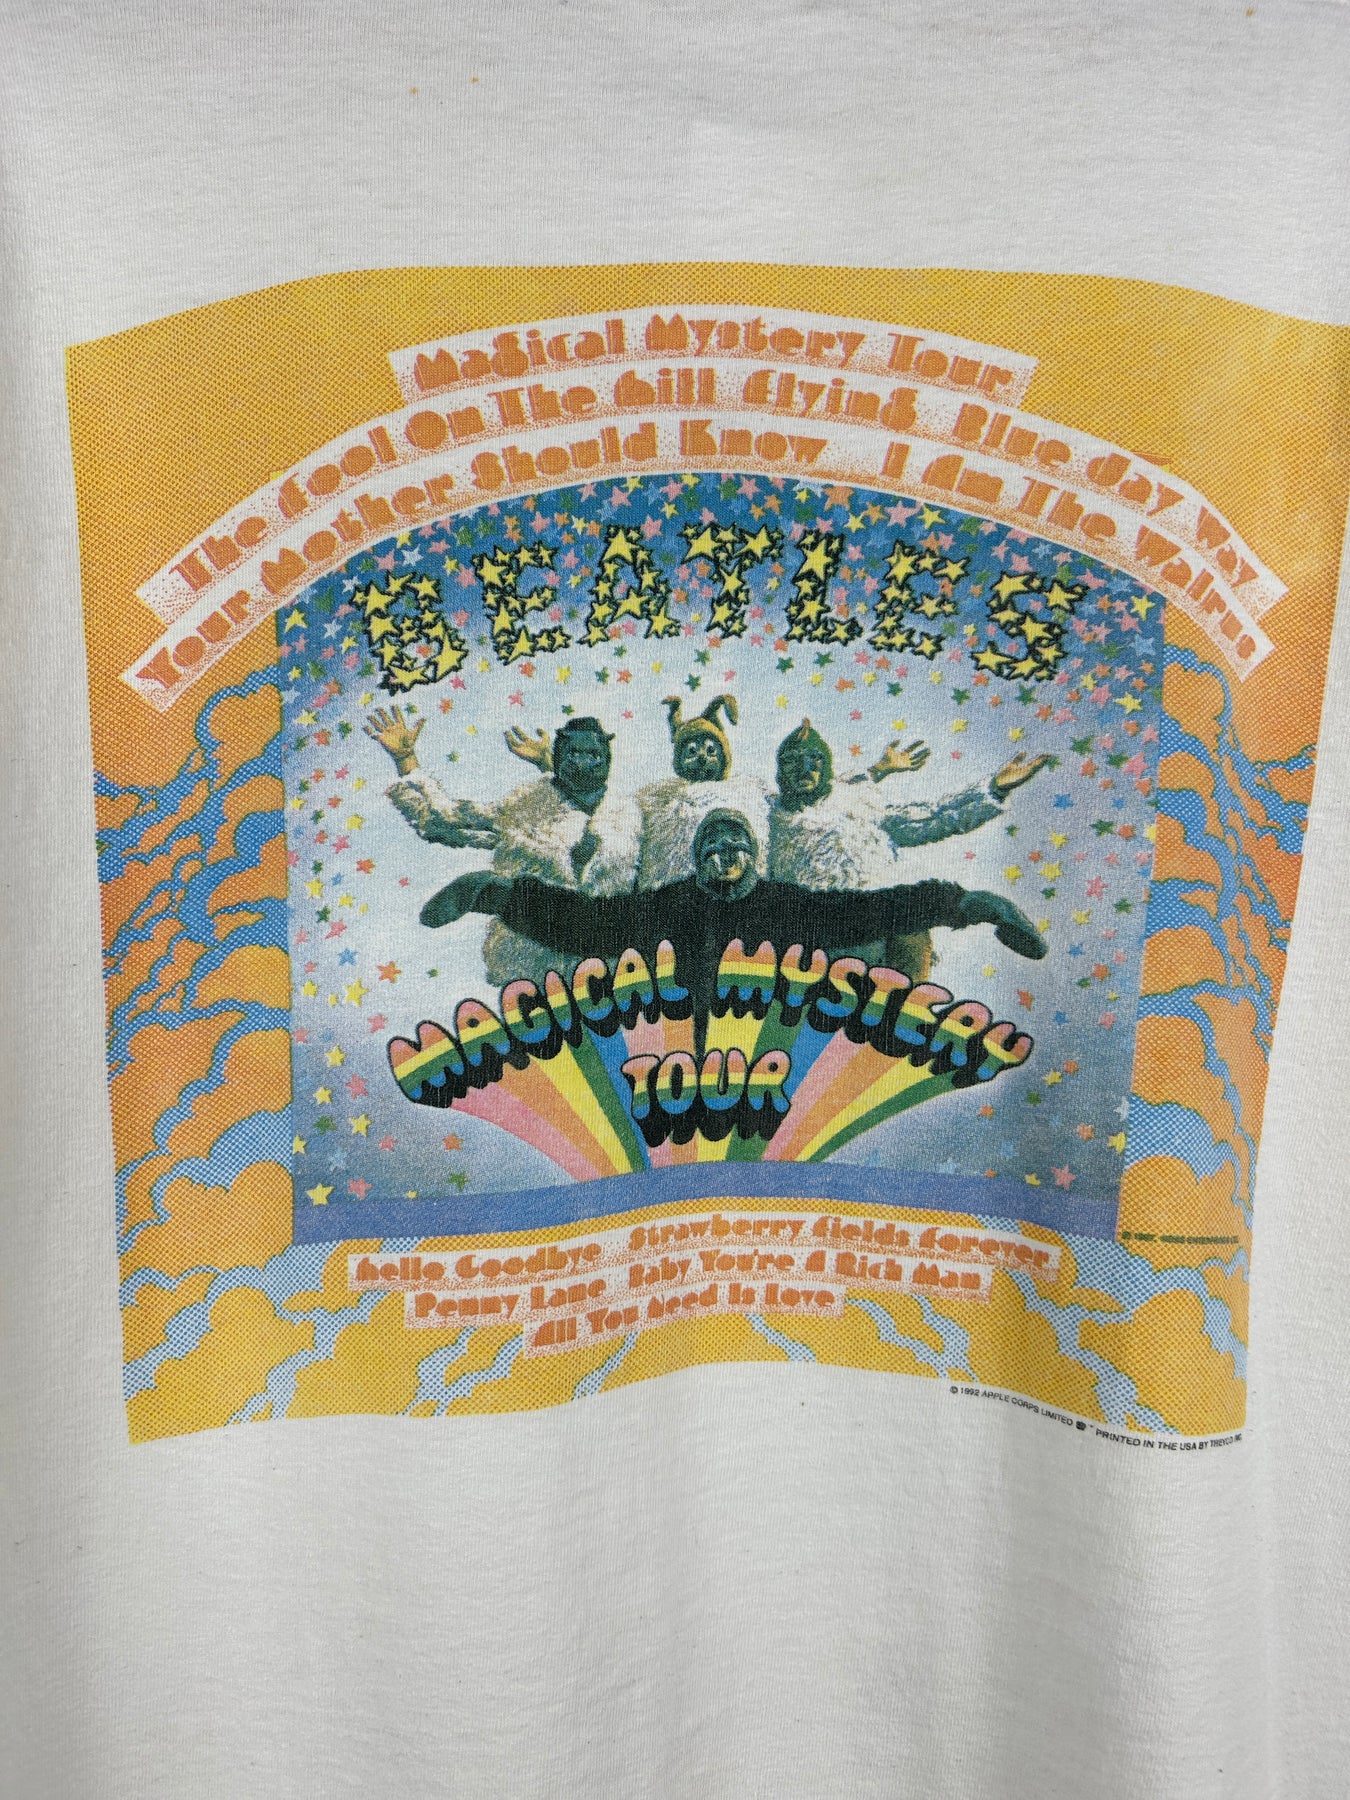 Magical Mystery Tour
The Fool On The Hill Flying Blue Jay Way
Your Mother Should Know I Am The Walrus
BEATLES
MAGICAL MYSTERY
TOUR
Hello Goodbye Strawberry Fields Forever
Penny Lane Baby You're A Rich Man
All You Need Is Love
© 1992 APPLE CORPS LIMITED
PRINTED IN THE USA BY